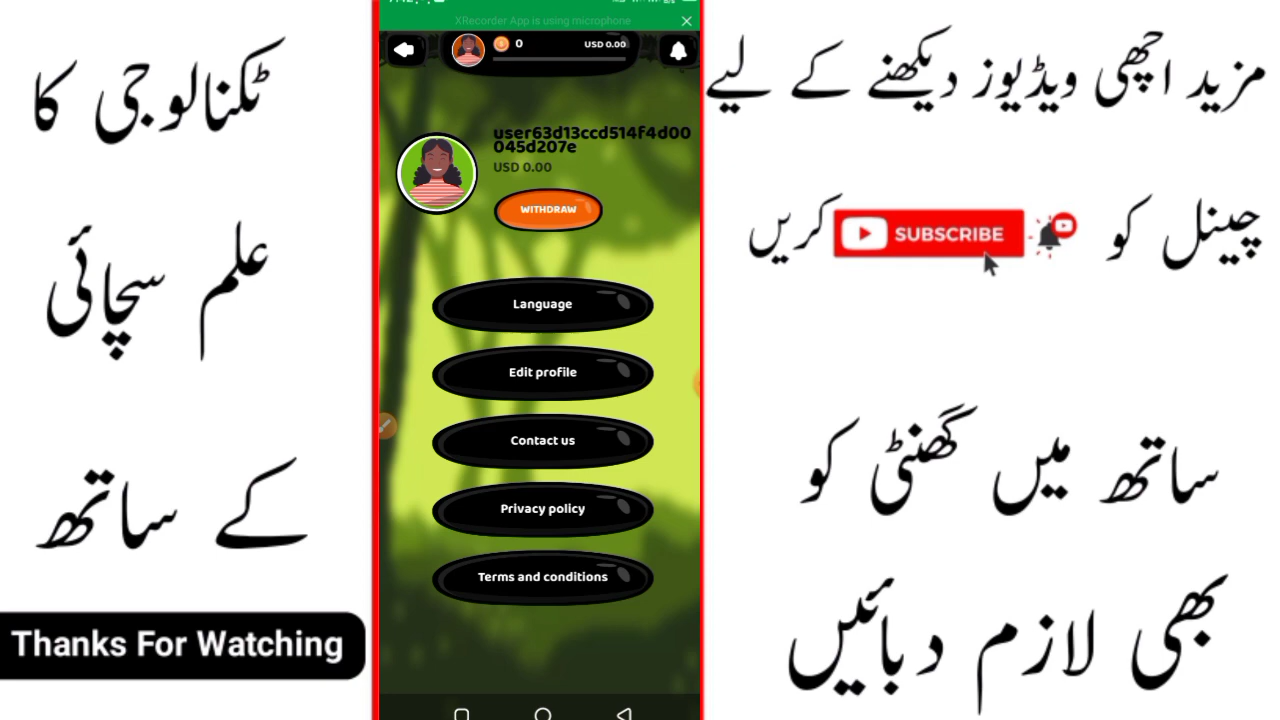 ٹکنالوجی کا
علم سچائی
کے ساتھ
Thanks For Watching
XRecorder App is using microphone
0
USD 0.00
user63d13ccd514f4d00
045d207e
USD 0.00
WITHDRAW
Language
Edit profile
Contact us
Privacy policy
Terms and conditions
مزید اچھی ویڈیوز دیکھنے کے لیے
چینل کو SUBSCRIBE کریں
ساتھ میں گھنٹی کو
بھی لازم دبائیں